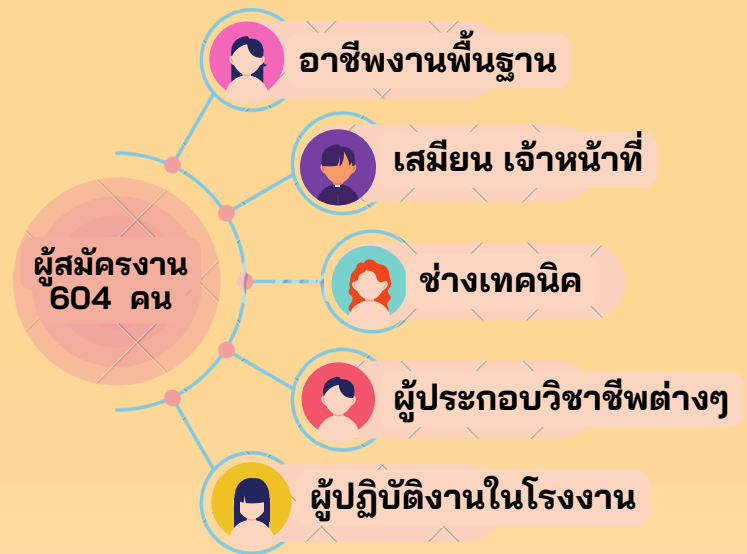 อาชีพงานพื้นฐาน
เสมียน เจ้าหน้าที่
ผู้สมัครงาน
604 คน
ช่างเทคนิค
ผู้ประกอบวิชาชีพต่างๆ
ผู้ปฏิบัติงานในโรงงาน